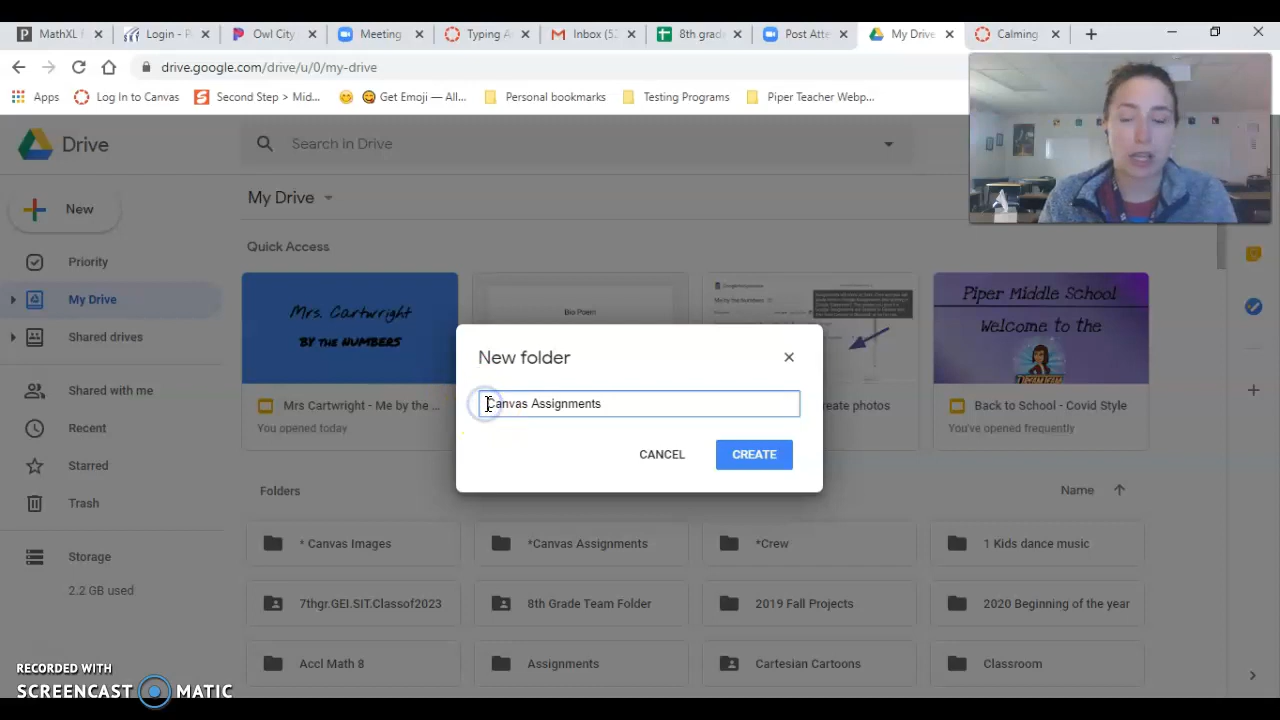 MathXL f
Login - P
Owl City
Meeting
Typing A
Inbox (52
8th grad
Post Atte
My Drive
Calming
drive.google.com/drive/u/0/my-drive
Apps
Log In to Canvas
Second Step > Mid...
Get Emoji — All...
Personal bookmarks
Testing Programs
Piper Teacher Webp...
Drive
Search in Drive
New
My Drive
Quick Access
Priority
My Drive
Shared drives
Shared with me
Recent
Starred
Trash
Storage
2.2 GB used
Mrs. Cartwright
BY THE NUMBERS
Bio Poem
Me by the numbers
Piper Middle School
Welcome to the
Mrs Cartwright - Me by the ...
You opened today
reate photos
Back to School - Covid Style
You've opened frequently
New folder
Canvas Assignments
CANCEL
CREATE
Folders
Name
* Canvas Images
*Canvas Assignments
*Crew
1 Kids dance music
7thgr.GEI.SIT.Classof2023
8th Grade Team Folder
2019 Fall Projects
2020 Beginning of the year
Accl Math 8
Assignments
Cartesian Cartoons
Classroom
RECORDED WITH
SCREENCAST MATIC